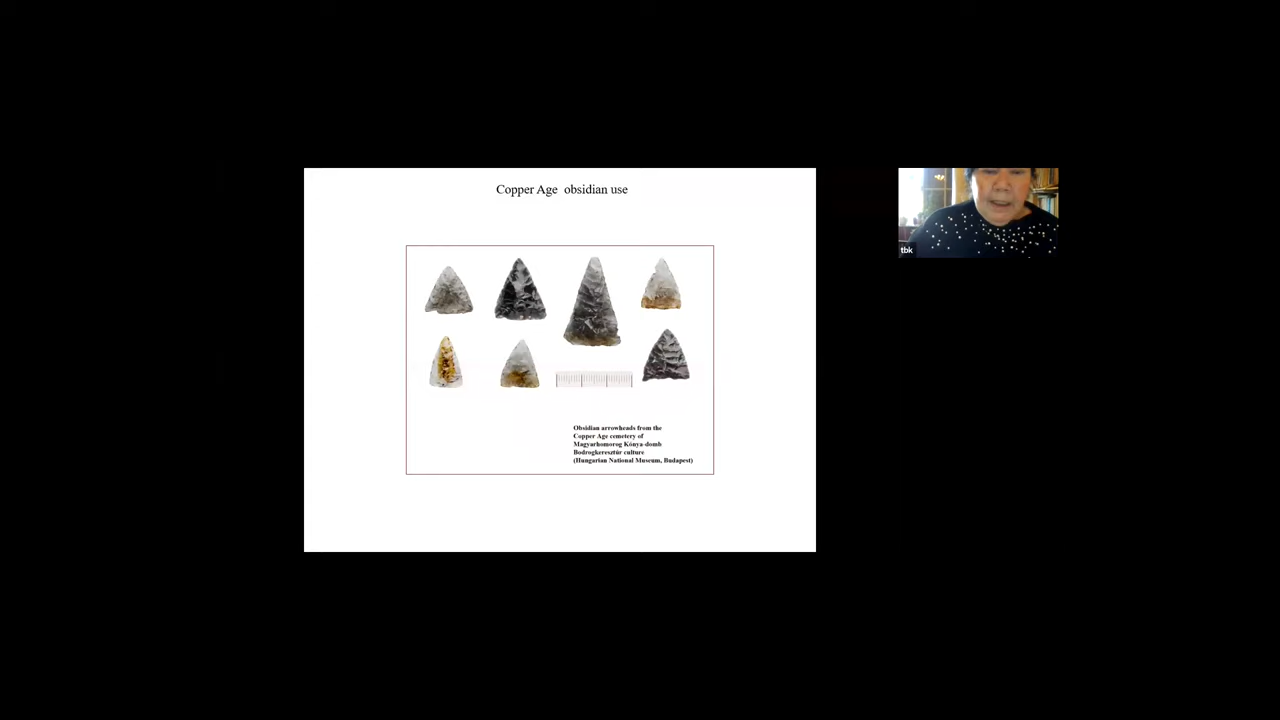 Copper Age obsidian use
Obsidian arrowheads from the
Copper Age cemetery of
Magyarhomorog Kónya-domb
Bodrogkeresztúr culture
(Hungarian National Museum, Budapest)
tbk